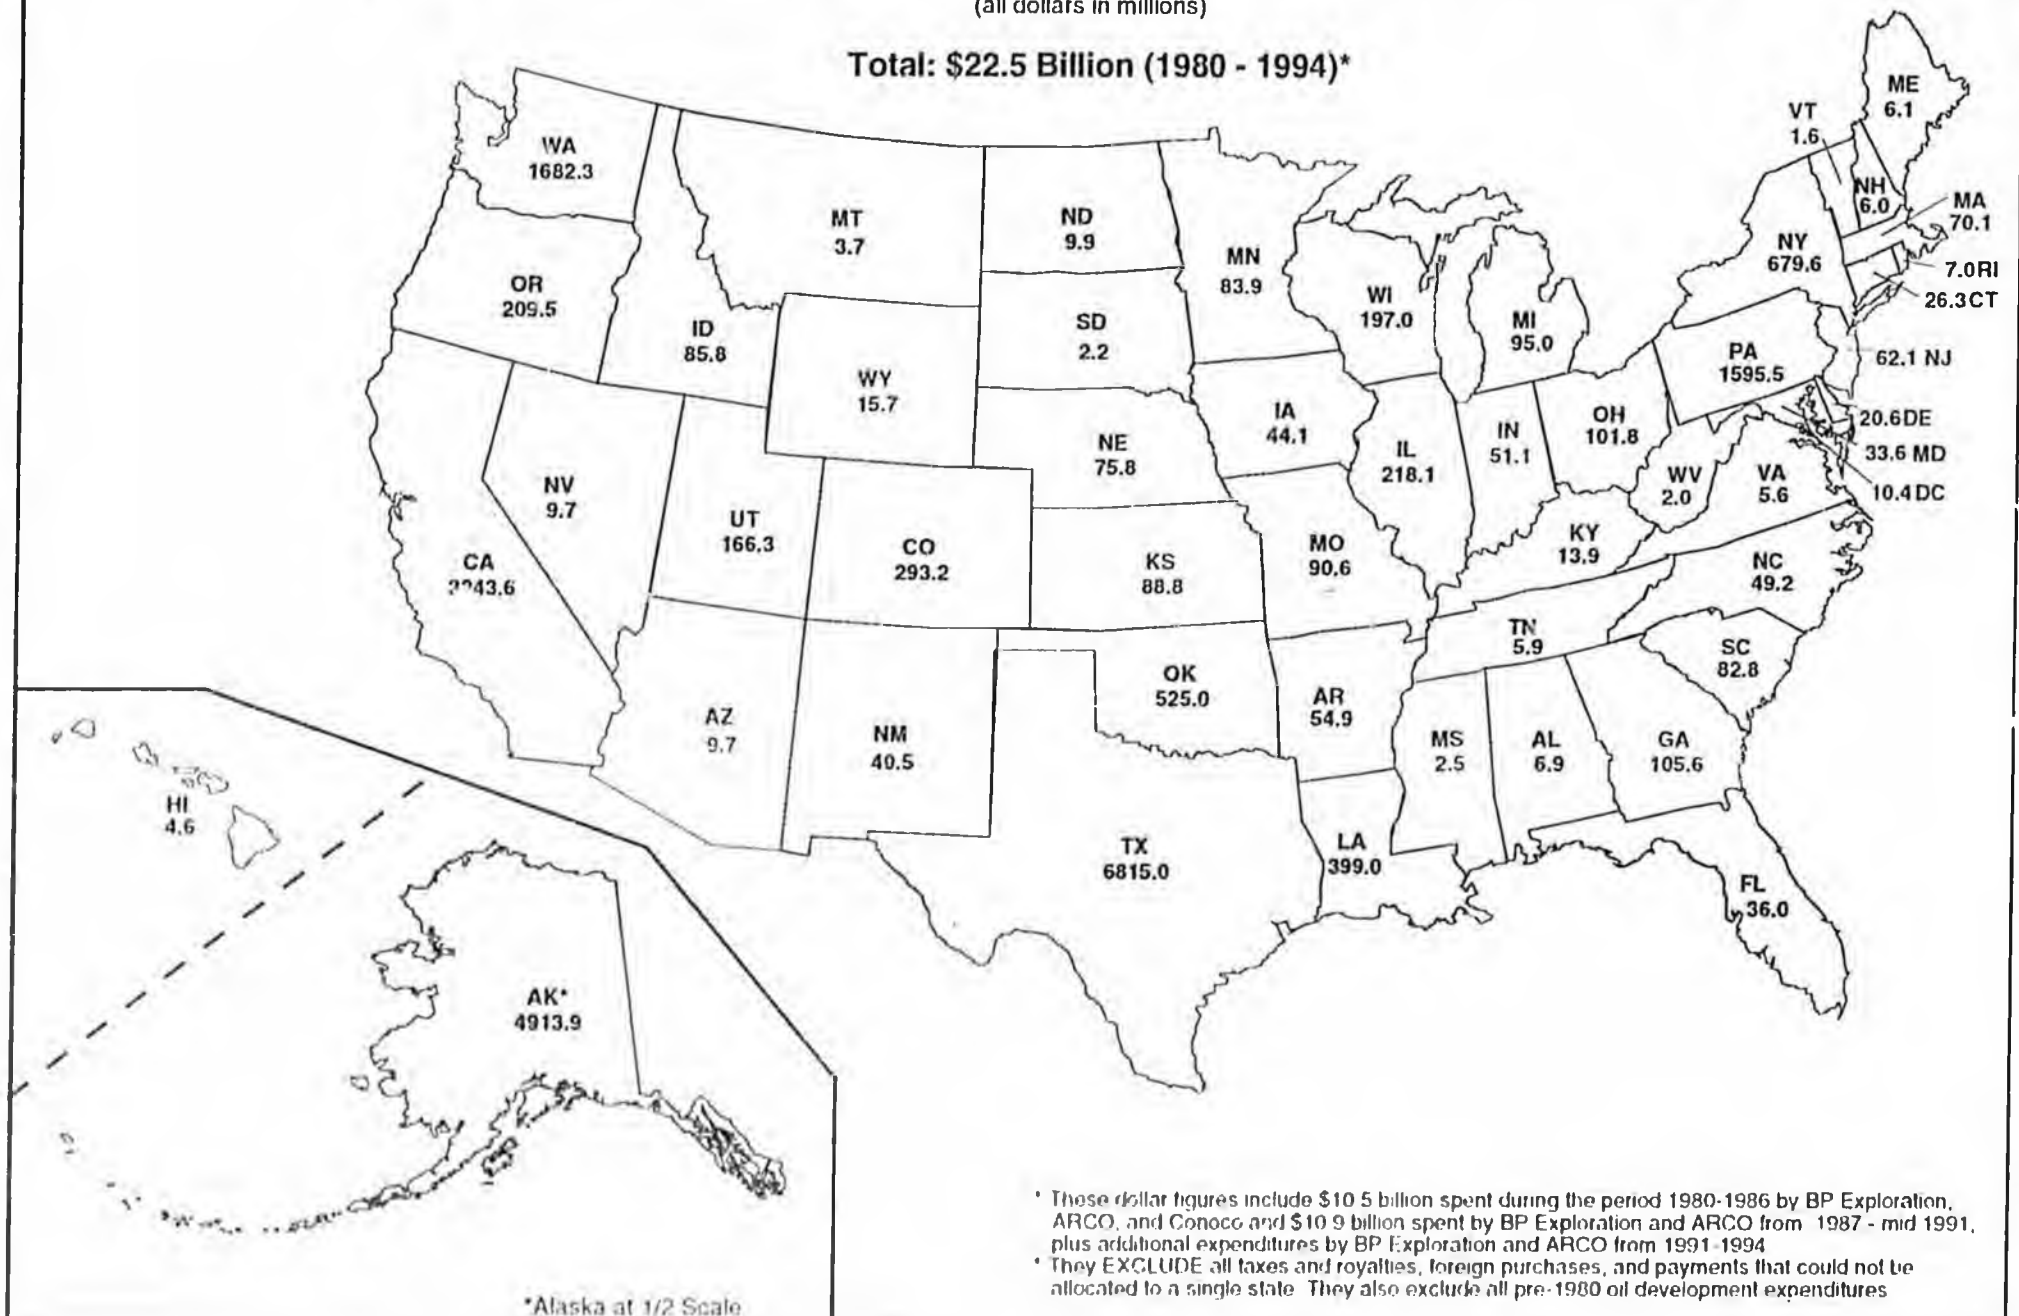 (all dollars in millions)
Total: $22.5 Billion (1980 - 1994)*
WA
1682.3
MT
3.7
ND
9.9
MN
83.9
ME
6.1
VT
1.6
NH
6.0
MA
70.1
NY
679.6
7.0RI
26.3CT
OR
209.5
ID
85.8
WY
15.7
SD
2.2
WI
197.0
MI
95.0
PA
1595.5
62.1 NJ
20.6DE
33.6 MD
10.4DC
NE
75.8
IA
44.1
IL
218.1
IN
51.1
OH
101.8
WV
2.0
VA
5.6
NV
9.7
UT
166.3
CO
293.2
CA
KS
88.8
MO
90.6
KY
13.9
NC
49.2
TN
5.9
SC
82.8
AZ
9.7
NM
40.5
OK
525.0
AR
54.9
MS
2.5
AL
6.9
GA
105.6
HI
4.6
TX
6815.0
LA
399.0
FL
36.0
AK*
4913.9
* These dollar figures include $10.5 billion spent during the period 1980-1986 by BP Exploration,
ARCO, and Conoco and $10.9 billion spent by BP Exploration and ARCO from 1987 - mid 1991,
plus additional expenditures by BP Exploration and ARCO from 1991-1994
* They EXCLUDE all taxes and royalties, foreign purchases, and payments that could not be
allocated to a single state They also exclude all pre-1980 oil development expenditures
*Alaska at 1/2 Scale